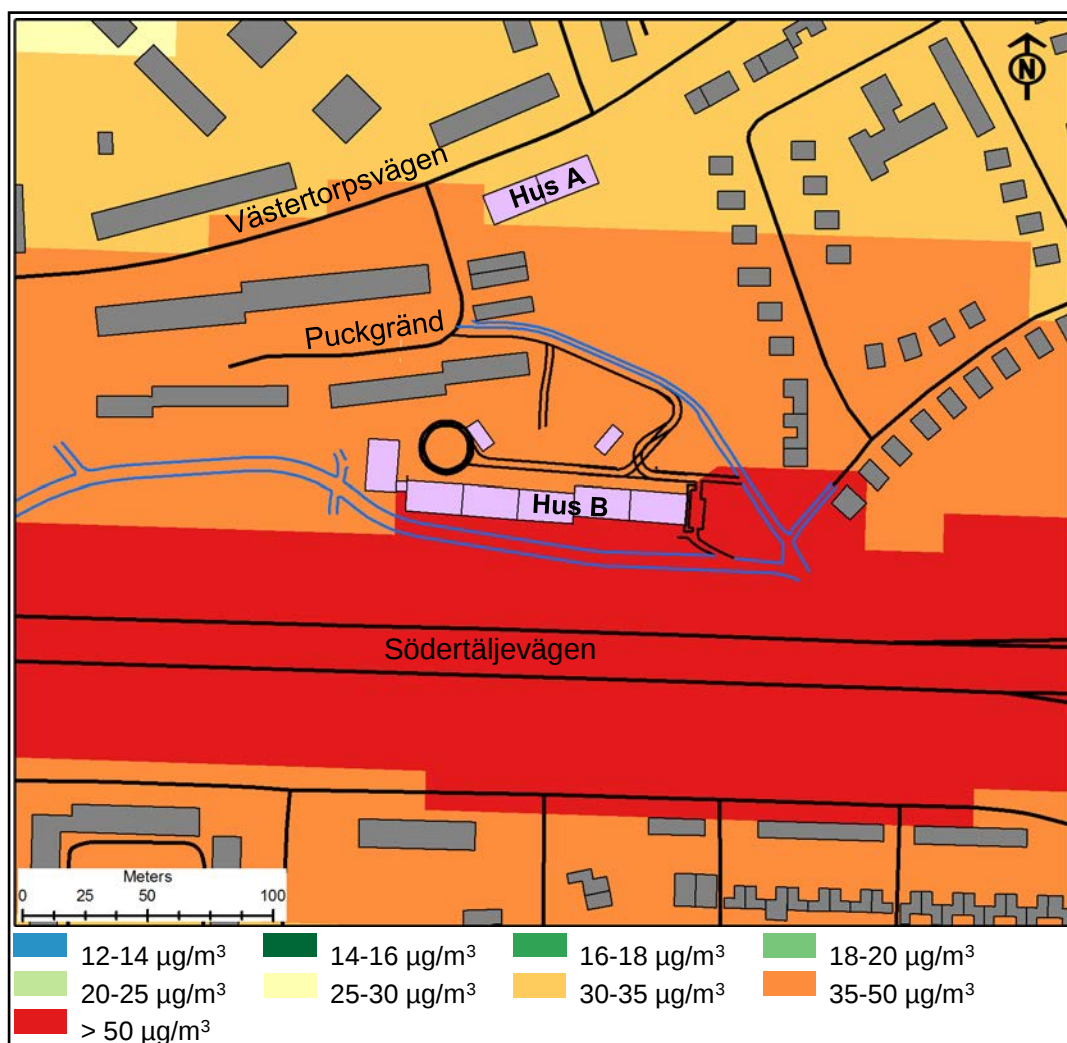 N
Hus A
Västertorpsvägen
Puckgränd
Hus B
Södertäljevägen
Meters
0 25 50 100
12-14 µg/m³ 14-16 µg/m³ 16-18 µg/m³ 18-20 µg/m³
20-25 µg/m³ 25-30 µg/m³ 30-35 µg/m³ 35-50 µg/m³
> 50 µg/m³